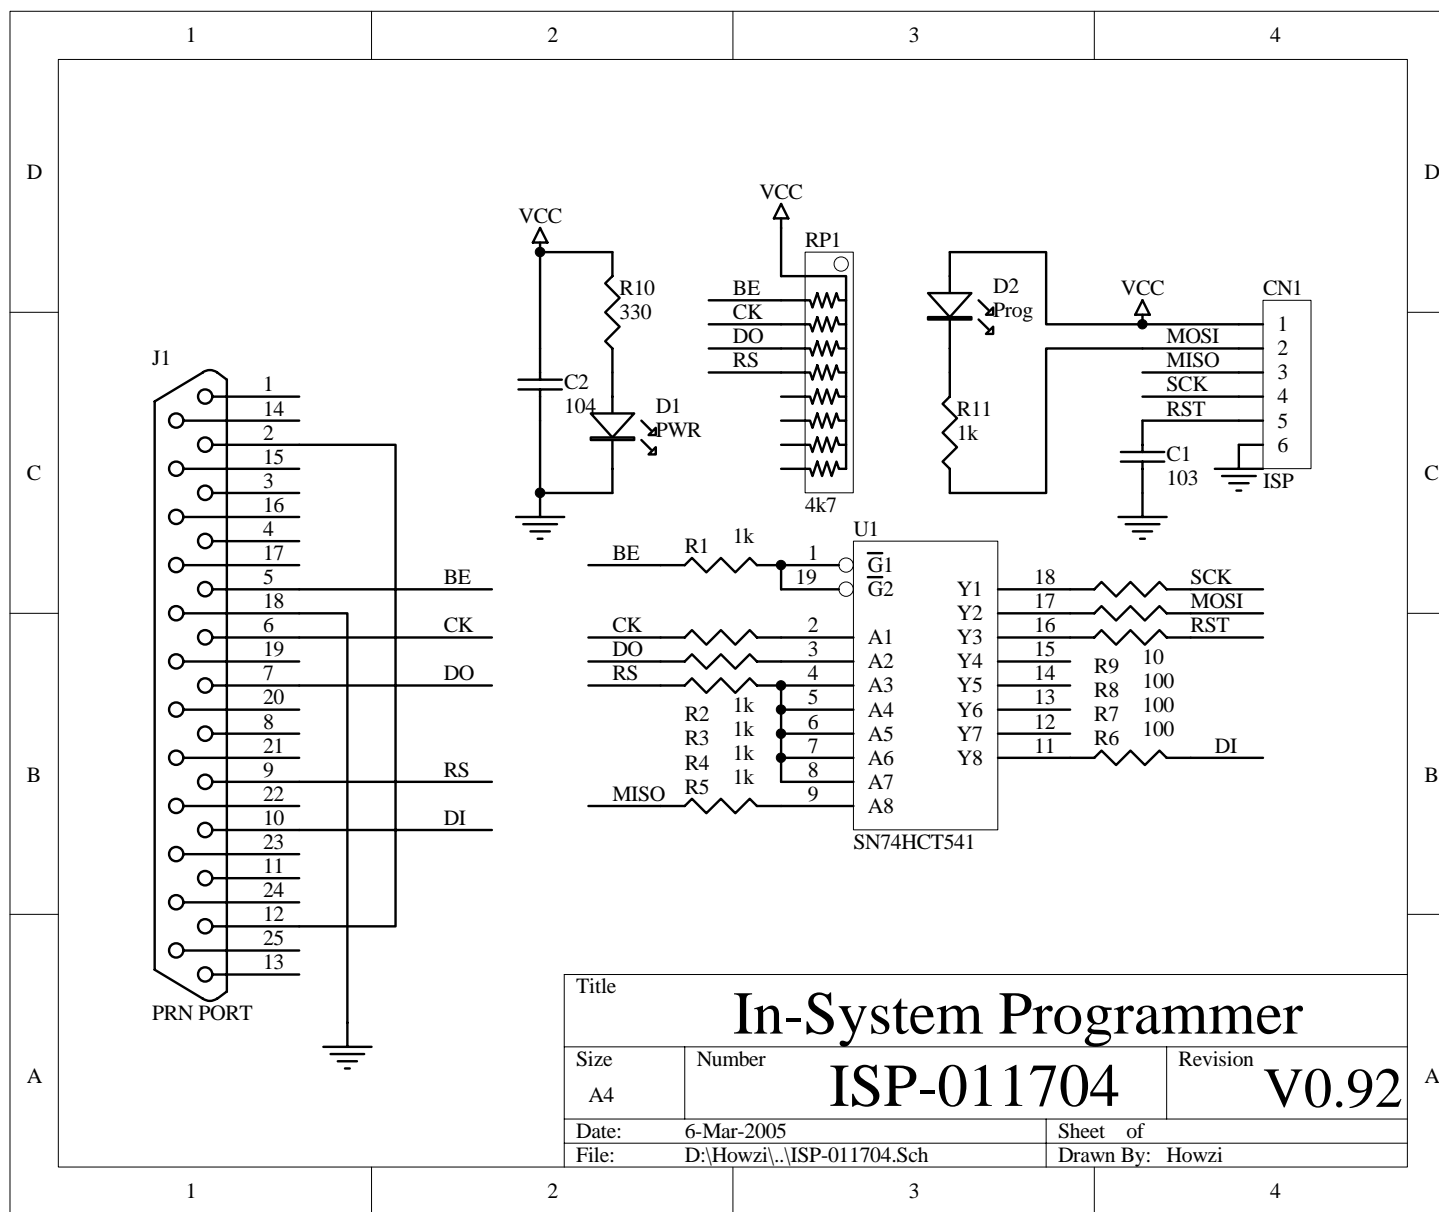 1 2 3 4
D D
VCC
VCC
RP1
R10
330
BE
CK
DO
RS
D2
Prog
VCC
CN1
1
MOSI 2
MISO 3
SCK 4
RST 5
6
ISP
J1
C2
104
D1
PWR
R11
1k
C1
103
C C
4k7
1
14
2
15
3
16
4
17
5 BE
18
6 CK
19
7 DO
20
8
21
9 RS
22
10 DI
23
11
24
12
25
13
PRN PORT
U1
BE R1 1k 1 G1
19 G2
CK 2 A1
DO 3 A2
RS 4 A3
5 A4
6 A5
7 A6
8 A7
MISO 9 A8
R2 1k
R3 1k
R4 1k
R5 1k
Y1 18 SCK
Y2 17 MOSI
Y3 16 RST
Y4 15
Y5 14
Y6 13
Y7 12
Y8 11 DI
R9 10
R8 100
R7 100
R6 100
SN74HCT541
B B
Title
In-System Programmer
Size
A4
Number
ISP-011704
Revision
V0.92
Date: 6-Mar-2005 Sheet of
File: D:\Howzi\..\ISP-011704.Sch Drawn By: Howzi
A A
1 2 3 4